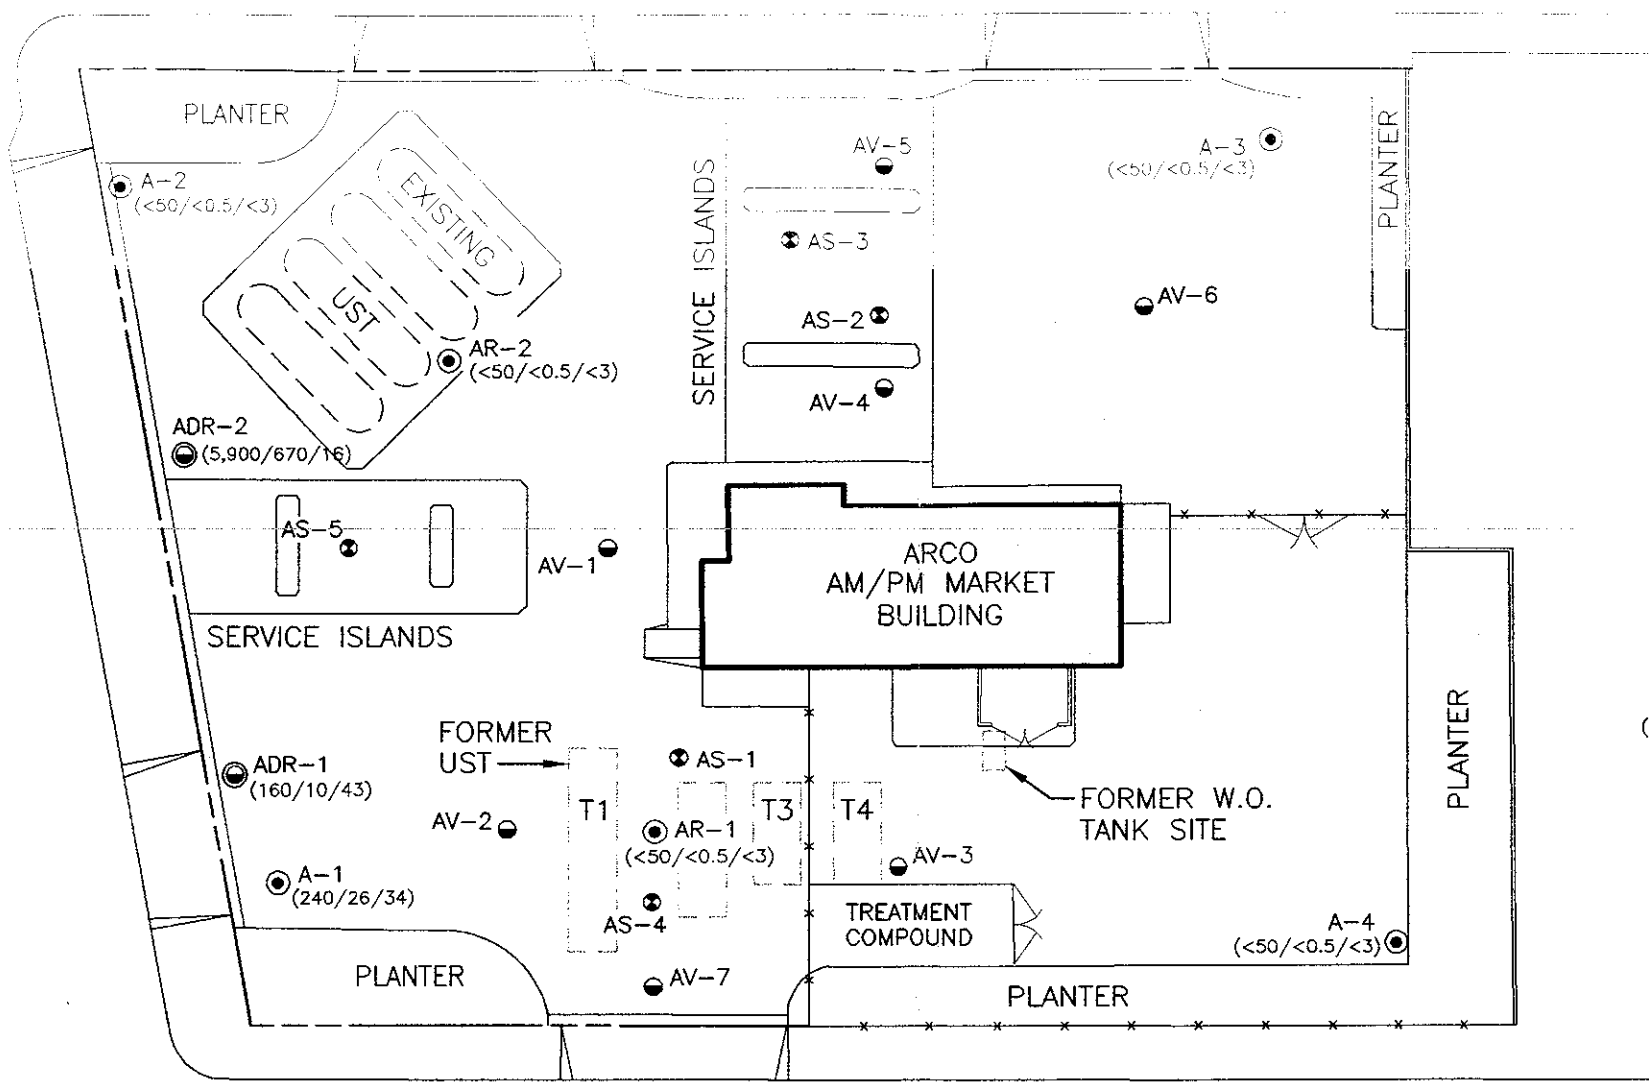 PLANTER
A-2
(<50/<0.5/<3)
EXISTING
UST
AR-2
(<50/<0.5/<3)
ADR-2
(5,900/670/16)
AS-5
AV-1
SERVICE ISLANDS
SERVICE ISLANDS
AV-5
AS-3
AS-2
AV-4
A-3
(<50/<0.5/<3)
PLANTER
AV-6
ARCO
AM/PM MARKET
BUILDING
FORMER
UST
ADR-1
(160/10/43)
AV-2
A-1
(240/26/34)
T1
AS-1
AR-1
(<50/<0.5/<3)
T3
T4
AS-4
AV-3
AV-7
FORMER W.O.
TANK SITE
TREATMENT
COMPOUND
A-4
(<50/<0.5/<3)
PLANTER
PLANTER
PLANTER
(